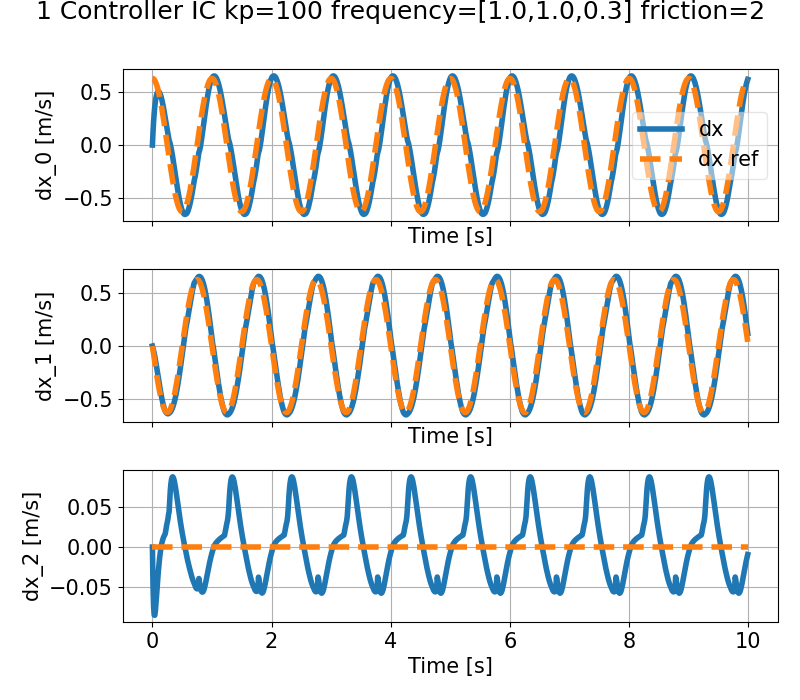 1 Controller IC kp=100 frequency=[1.0,1.0,0.3] friction=2
dx_0 [m/s]
0.5
0.0
−0.5
dx
dx ref
Time [s]
dx_1 [m/s]
0.5
0.0
−0.5
Time [s]
dx_2 [m/s]
0.05
0.00
−0.05
0 2 4 6 8 10
Time [s]